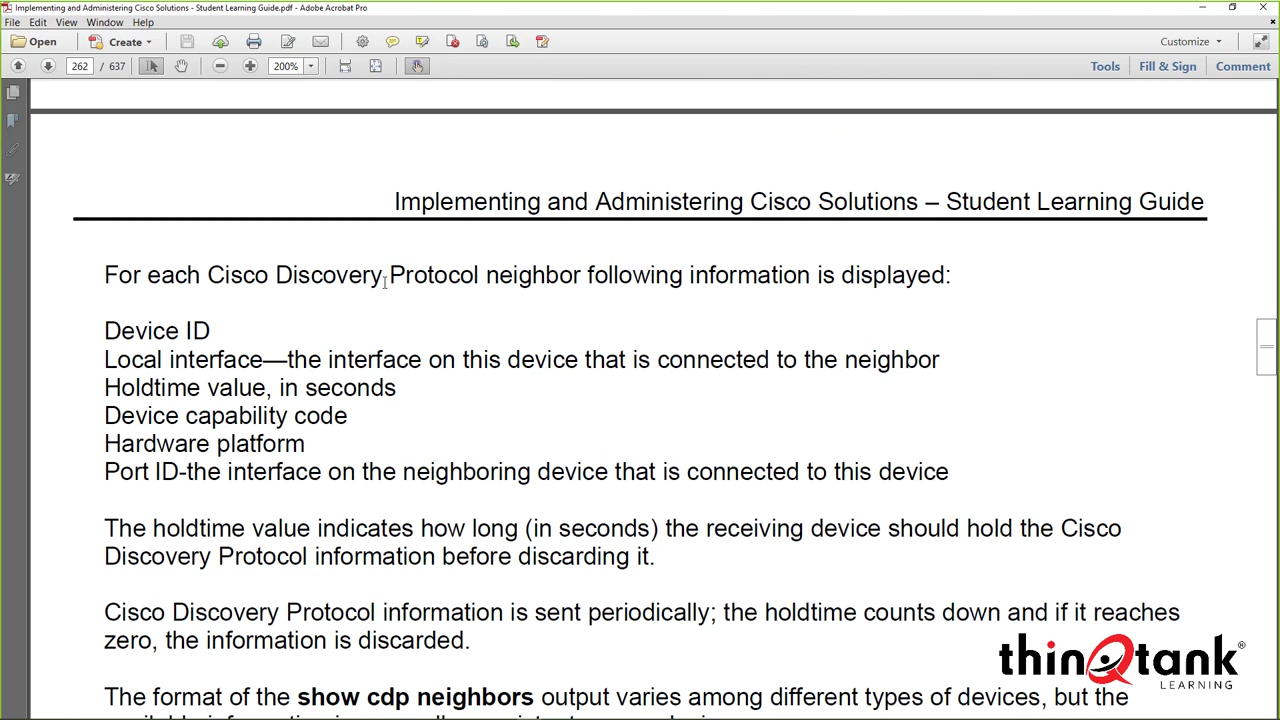 Implementing and Administering Cisco Solutions - Student Learning Guide.pdf - Adobe Acrobat Pro
File Edit View Window Help
Open Create Customize
262 / 637 200% Tools Fill & Sign Comment
Implementing and Administering Cisco Solutions – Student Learning Guide
For each Cisco Discovery Protocol neighbor following information is displayed:
Device ID
Local interface—the interface on this device that is connected to the neighbor
Holdtime value, in seconds
Device capability code
Hardware platform
Port ID-the interface on the neighboring device that is connected to this device
The holdtime value indicates how long (in seconds) the receiving device should hold the Cisco
Discovery Protocol information before discarding it.
Cisco Discovery Protocol information is sent periodically; the holdtime counts down and if it reaches
zero, the information is discarded.
thinQtank®
LEARNING
The format of the show cdp neighbors output varies among different types of devices, but the